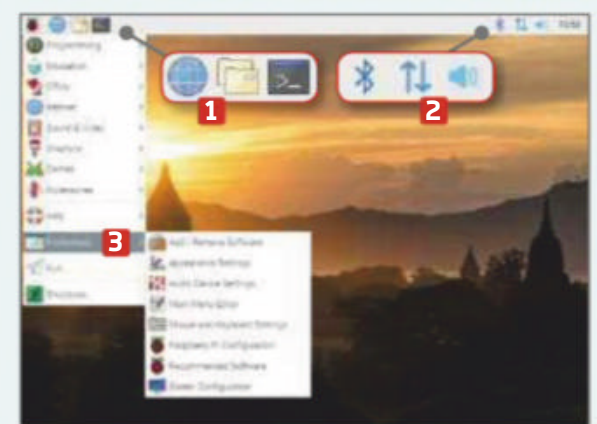 10:53
1
2
>_
Programming
Education
Office
Internet
Sound & Video
Graphics
Games
Accessories
Help
Preferences
3
Run
Shutdown
Add / Remove Software
Appearance Settings
Audio Device Settings
Main Menu Editor
Mouse and Keyboard Settings
Raspberry Pi Configuration
Recommended Software
Screen Configuration